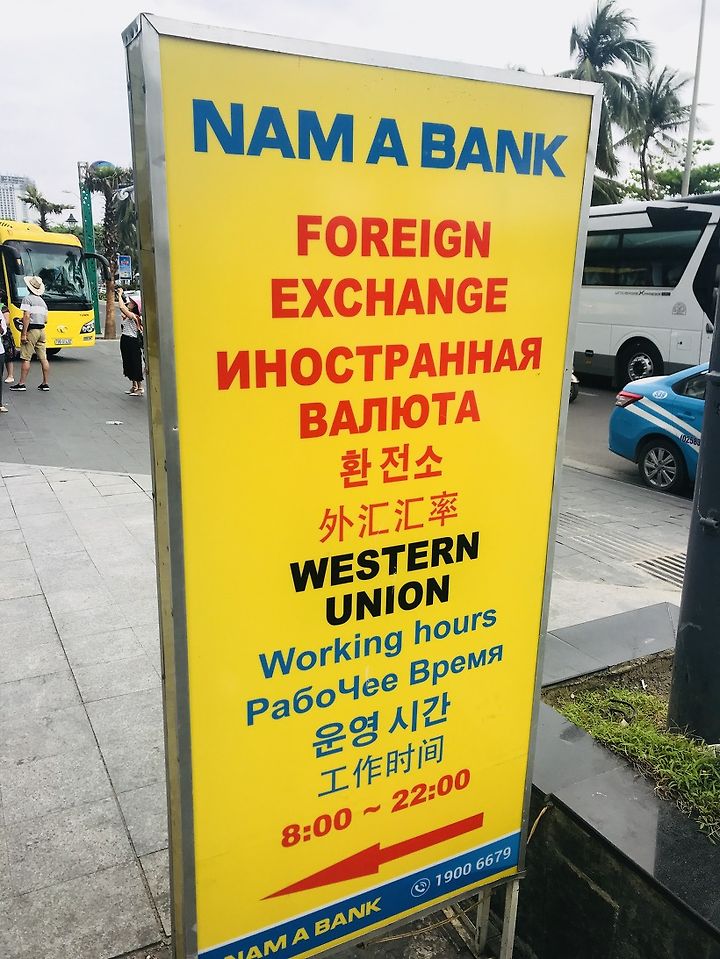 NAM A BANK
FOREIGN
EXCHANGE
ИНОСТРАННАЯ
ВАЛЮТА
환전소
外汇汇率
WESTERN
UNION
Working hours
РабоЧее Время
운영 시간
工作时间
8:00 ~ 22:00
1900 6679
NAM A BANK